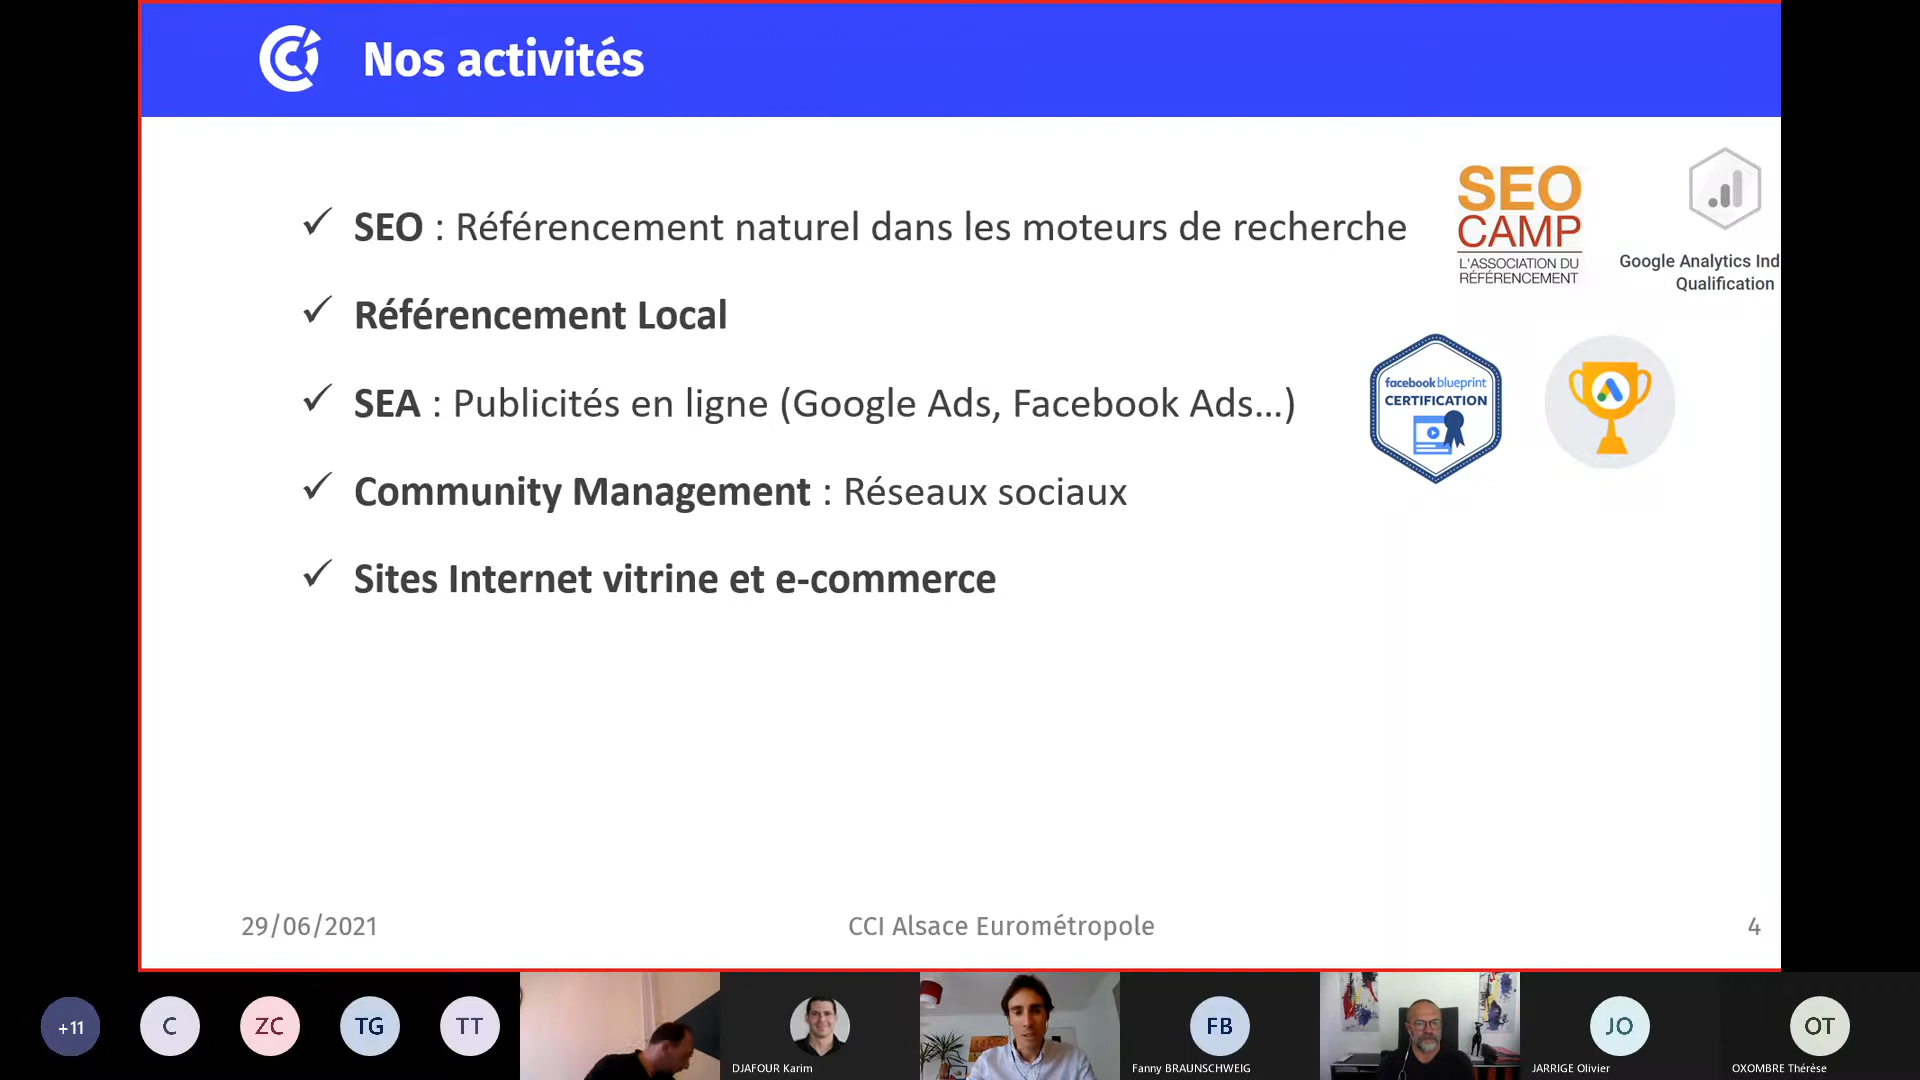 Nos activités
✓ SEO : Référencement naturel dans les moteurs de recherche
✓ Référencement Local
✓ SEA : Publicités en ligne (Google Ads, Facebook Ads...)
✓ Community Management : Réseaux sociaux
✓ Sites Internet vitrine et e-commerce
SEO
CAMP
L'ASSOCIATION DU
RÉFÉRENCEMENT
Google Analytics Ind
Qualification
facebook blueprint
CERTIFICATION
29/06/2021
CCI Alsace Eurométropole
4
+11
C
ZC
TG
TT
DJAFOUR Karim
FB
Fanny BRAUNSCHWEIG
JO
JARRIGE Olivier
OT
OXOMBRE Thérèse